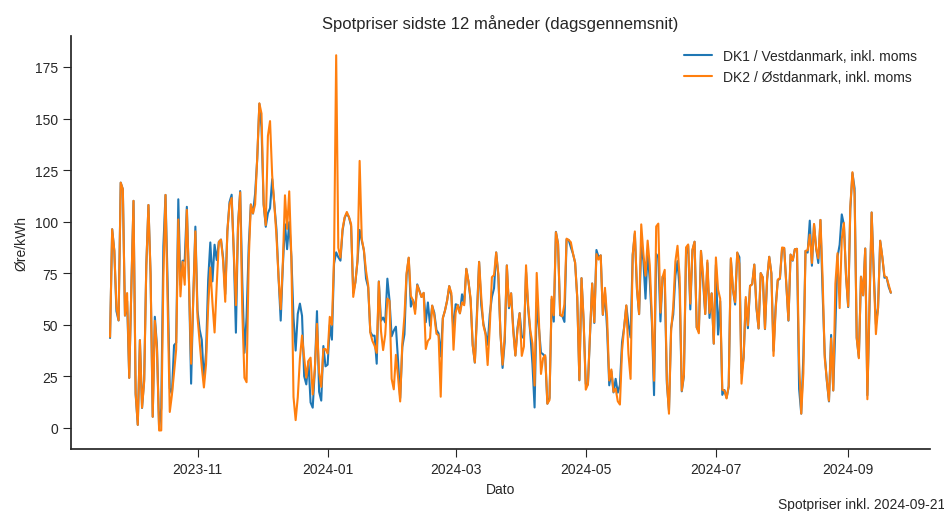 Spotpriser sidste 12 måneder (dagsgennemsnit)
DK1 / Vestdanmark, inkl. moms
DK2 / Østdanmark, inkl. moms
Øre/kWh
175
150
125
100
75
50
25
0
2023-11
2024-01
2024-03
2024-05
2024-07
2024-09
Dato
Spotpriser inkl. 2024-09-21